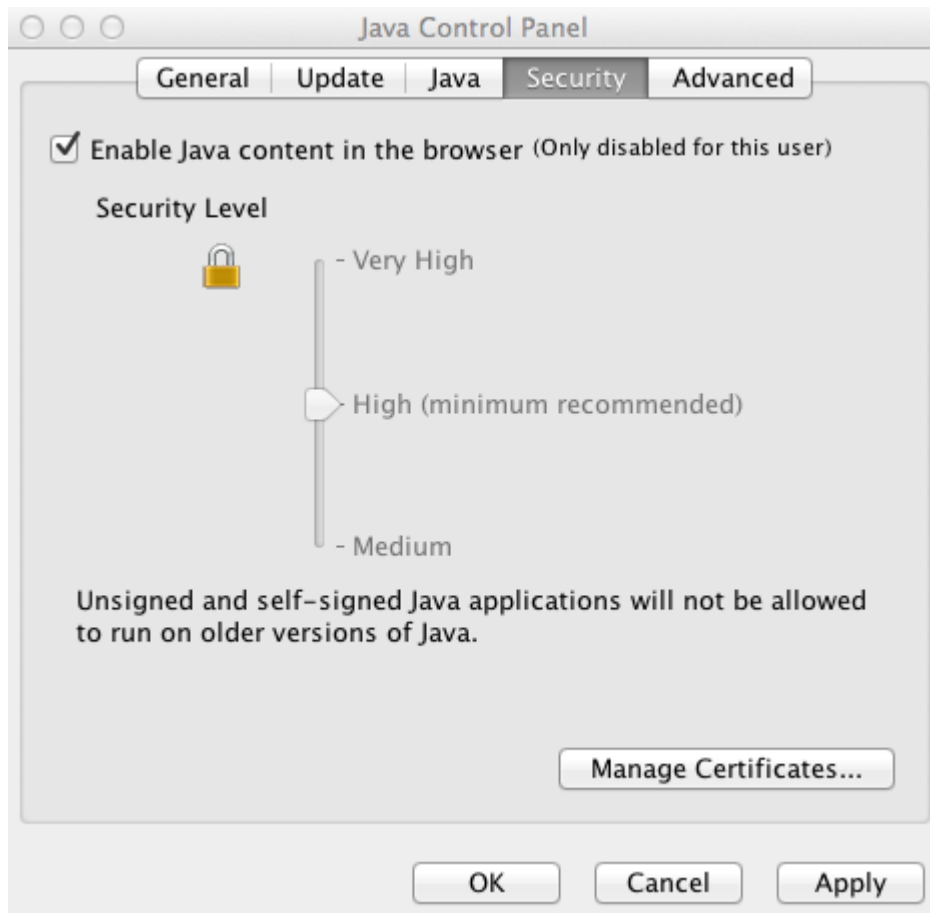 Java Control Panel
General Update Java Security Advanced
Enable Java content in the browser (Only disabled for this user)
Security Level
- Very High
- High (minimum recommended)
- Medium
Unsigned and self-signed Java applications will not be allowed
to run on older versions of Java.
Manage Certificates...
OK Cancel Apply